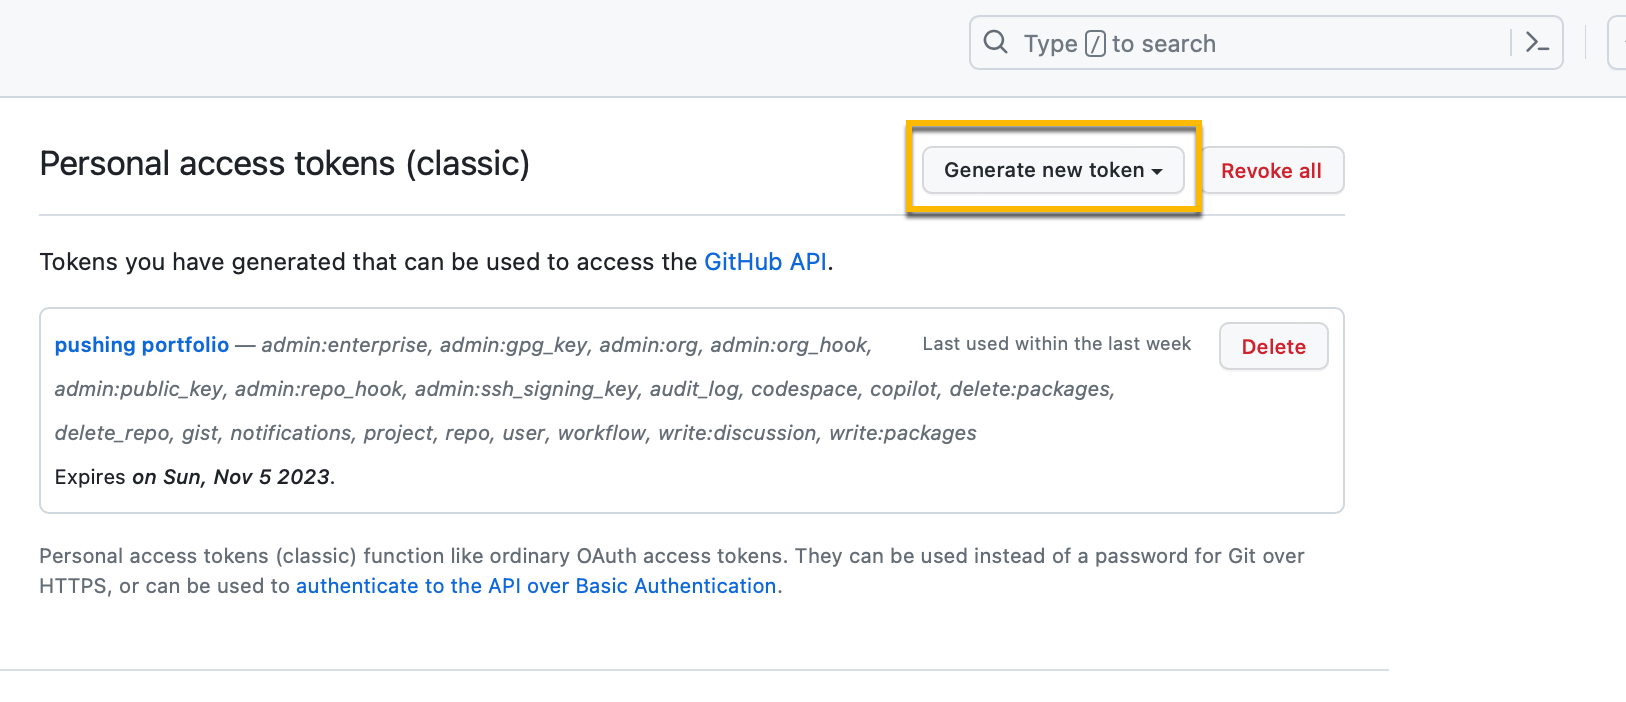 Type / to search
Personal access tokens (classic)
Generate new token
Revoke all
Tokens you have generated that can be used to access the GitHub API.
pushing portfolio — admin:enterprise, admin:gpg_key, admin:org, admin:org_hook,
Last used within the last week
Delete
admin:public_key, admin:repo_hook, admin:ssh_signing_key, audit_log, codespace, copilot, delete:packages,
delete_repo, gist, notifications, project, repo, user, workflow, write:discussion, write:packages
Expires on Sun, Nov 5 2023.
Personal access tokens (classic) function like ordinary OAuth access tokens. They can be used instead of a password for Git over
HTTPS, or can be used to authenticate to the API over Basic Authentication.